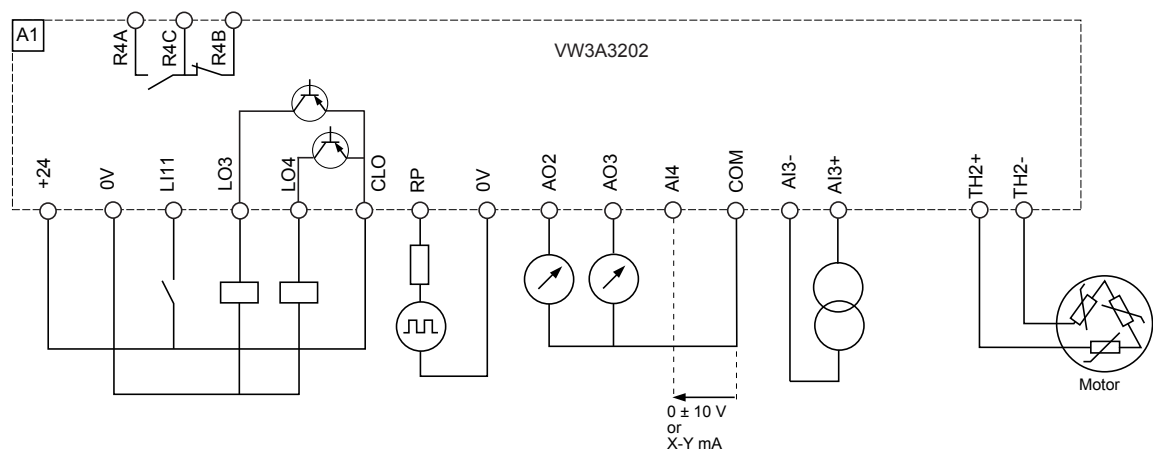 A1
R4A
R4C
R4B
VW3A3202
+24
0V
LI11
LO3
LO4
CLO
RP
0V
AO2
AO3
AI4
COM
AI3-
AI3+
TH2+
TH2-
Motor
0 ± 10 V
or
X-Y mA